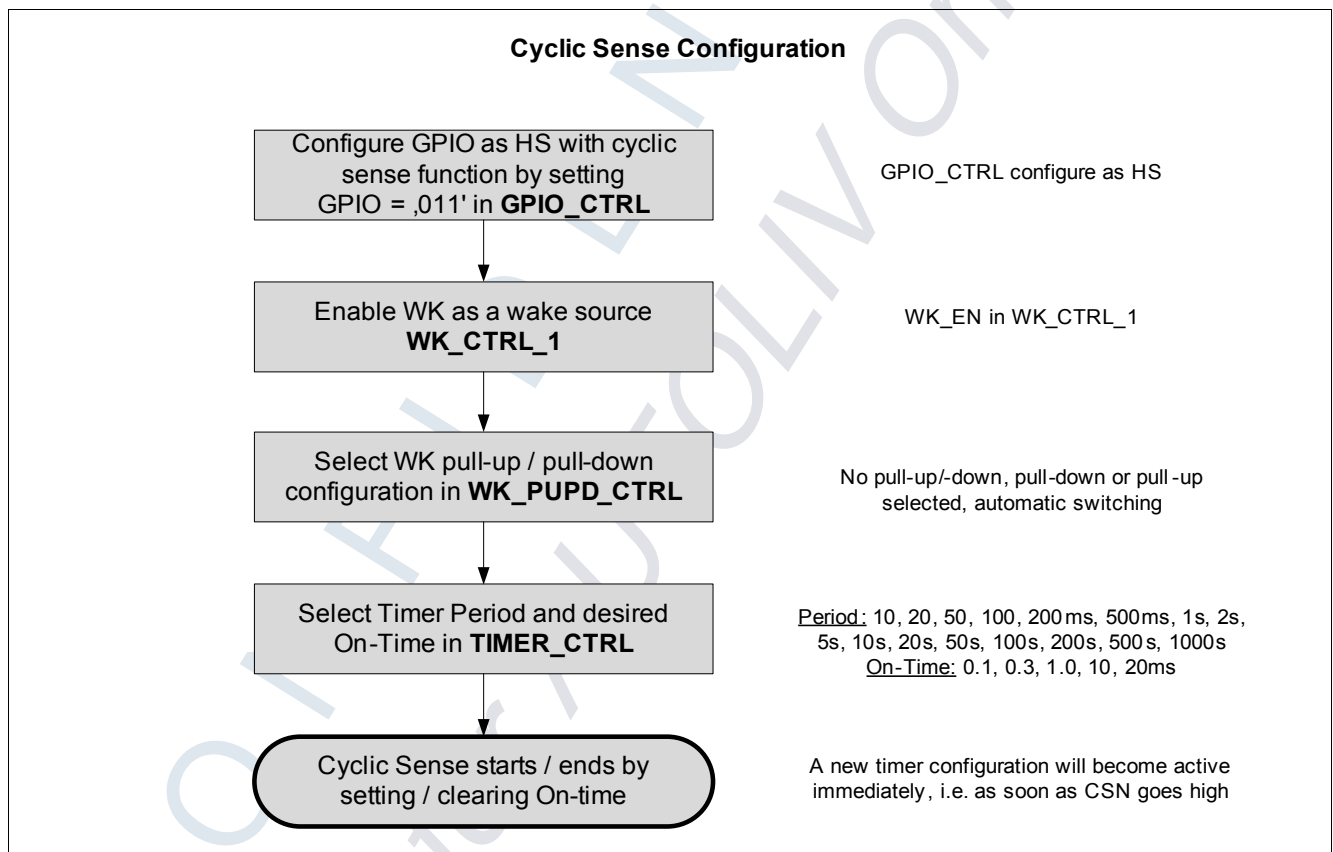 Cyclic Sense Configuration
Configure GPIO as HS with cyclic
sense function by setting
GPIO = ‚011' in GPIO_CTRL
GPIO_CTRL configure as HS
Enable WK as a wake source
WK_CTRL_1
WK_EN in WK_CTRL_1
Select WK pull-up / pull-down
configuration in WK_PUPD_CTRL
No pull-up/-down, pull-down or pull-up
selected, automatic switching
Select Timer Period and desired
On-Time in TIMER_CTRL
Period: 10, 20, 50, 100, 200ms, 500ms, 1s, 2s,
5s, 10s, 20s, 50s, 100s, 200s, 500s, 1000s
On-Time: 0.1, 0.3, 1.0, 10, 20ms
Cyclic Sense starts / ends by
setting / clearing On-time
A new timer configuration will become active
immediately, i.e. as soon as CSN goes high